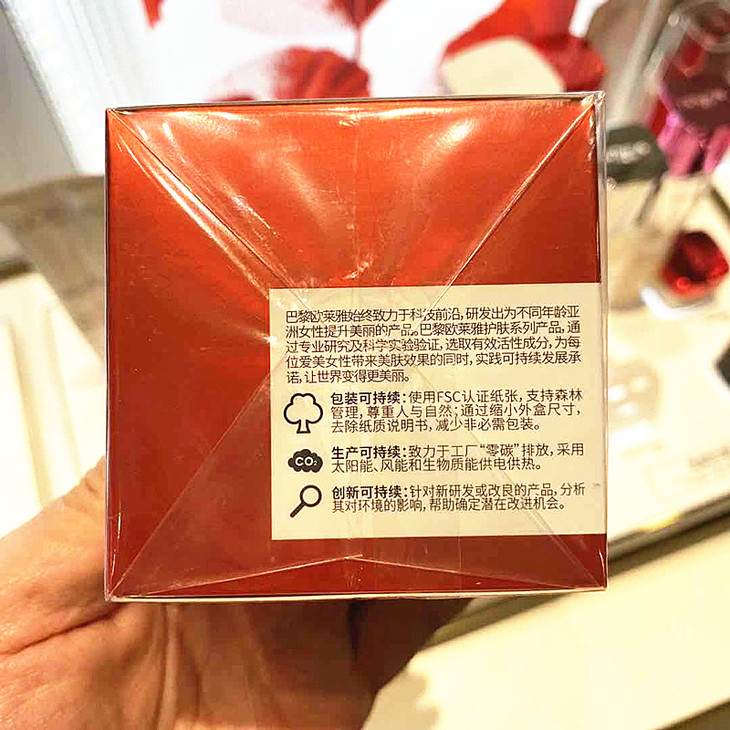 巴黎欧莱雅始终致力于科技前沿，研发出为不同年龄亚
洲女性提升美丽的产品。巴黎欧莱雅护肤系列产品，通
过专业研究及科学实验验证，选取有效活性成分，为每
位爱美女性带来美肤效果的同时，实践可持续发展承
诺，让世界变得更美丽。
包装可持续：使用FSC认证纸张，支持森林
管理，尊重人与自然；通过缩小外盒尺寸，
去除纸质说明书，减少非必需包装。
CO₂
生产可持续：致力于工厂“零碳”排放，采用
太阳能、风能和生物质能供电供热。
创新可持续：针对新研发或改良的产品，分析
其对环境的影响，帮助确定潜在改进机会。